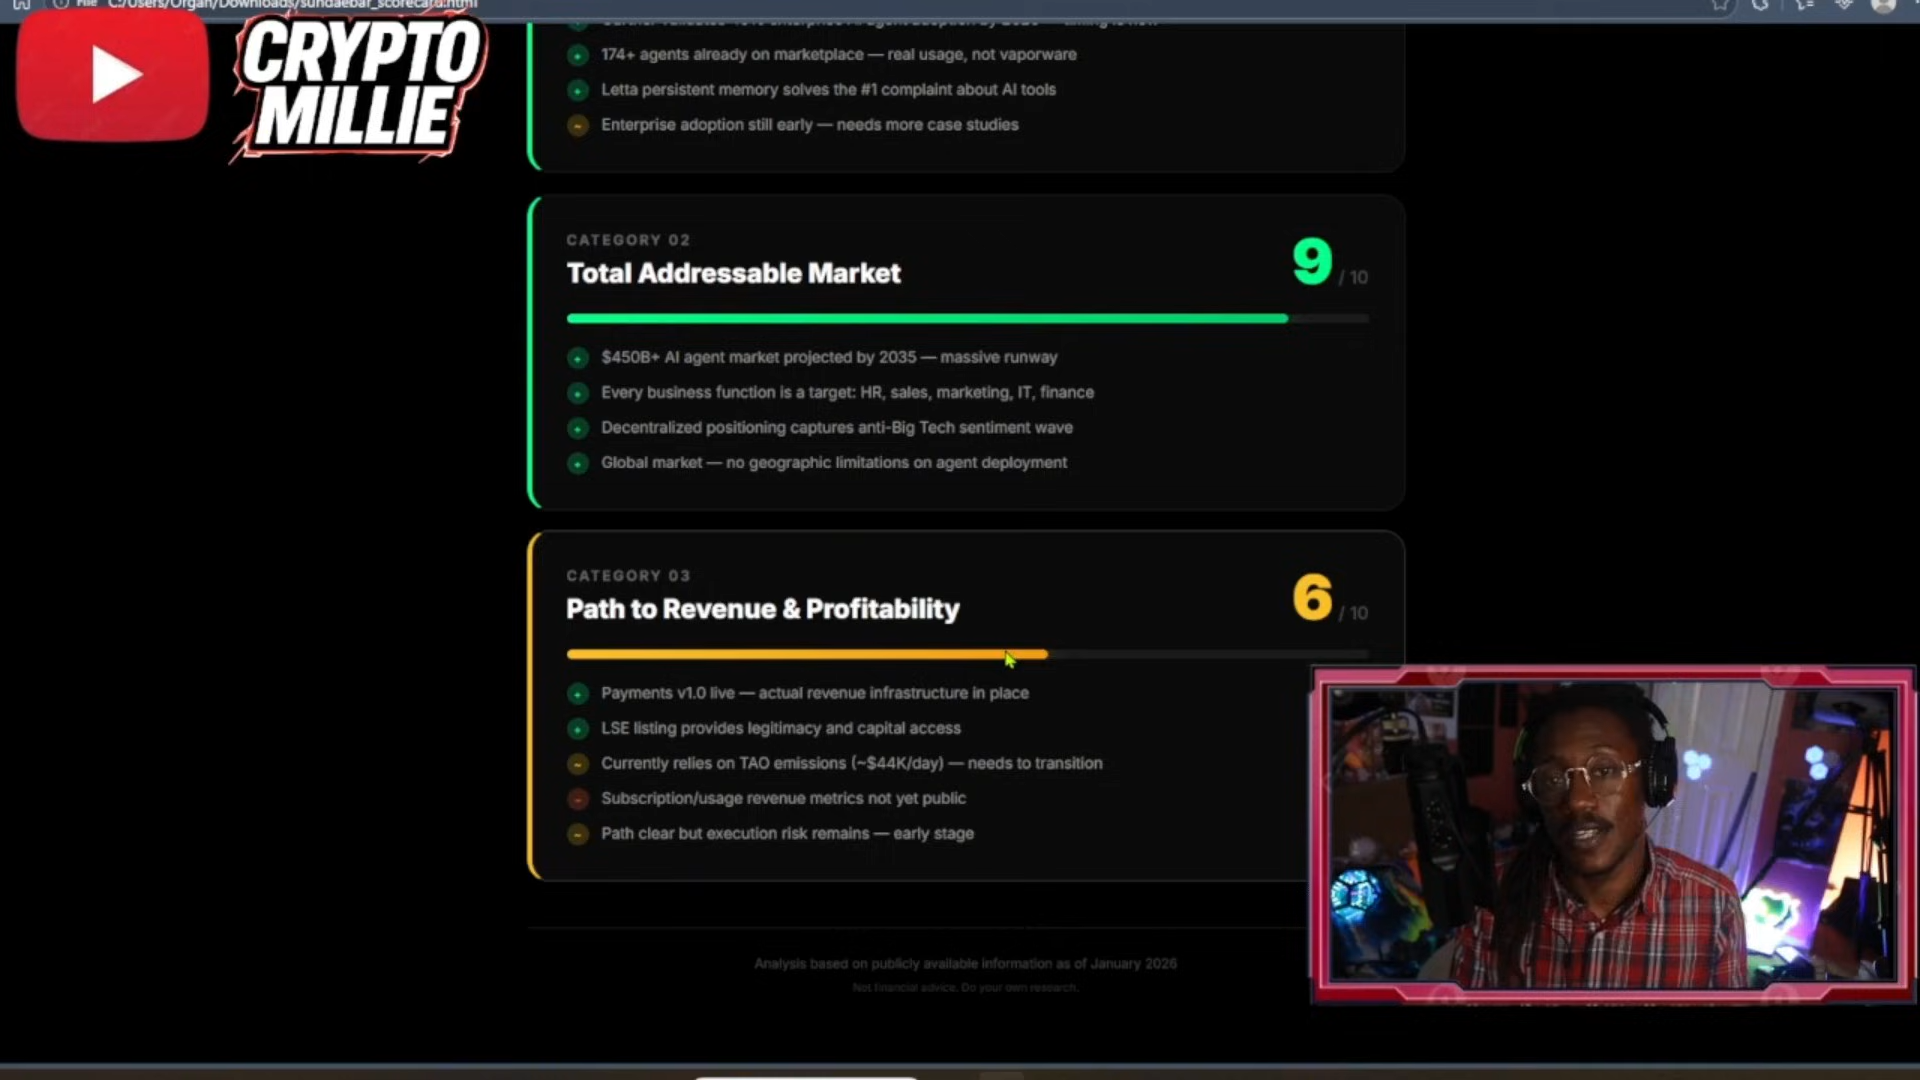 File C:/Users/Organ/Downloads/sundaebar_scorecard.html
CRYPTO
MILLIE
174+ agents already on marketplace — real usage, not vaporware
Letta persistent memory solves the #1 complaint about AI tools
Enterprise adoption still early — needs more case studies
CATEGORY 02
Total Addressable Market
9 / 10
$450B+ AI agent market projected by 2035 — massive runway
Every business function is a target: HR, sales, marketing, IT, finance
Decentralized positioning captures anti-Big Tech sentiment wave
Global market — no geographic limitations on agent deployment
CATEGORY 03
Path to Revenue & Profitability
6 / 10
Payments v1.0 live — actual revenue infrastructure in place
LSE listing provides legitimacy and capital access
Currently relies on TAO emissions (~$44K/day) — needs to transition
Subscription/usage revenue metrics not yet public
Path clear but execution risk remains — early stage
Analysis based on publicly available information as of January 2026
Not financial advice. Do your own research.